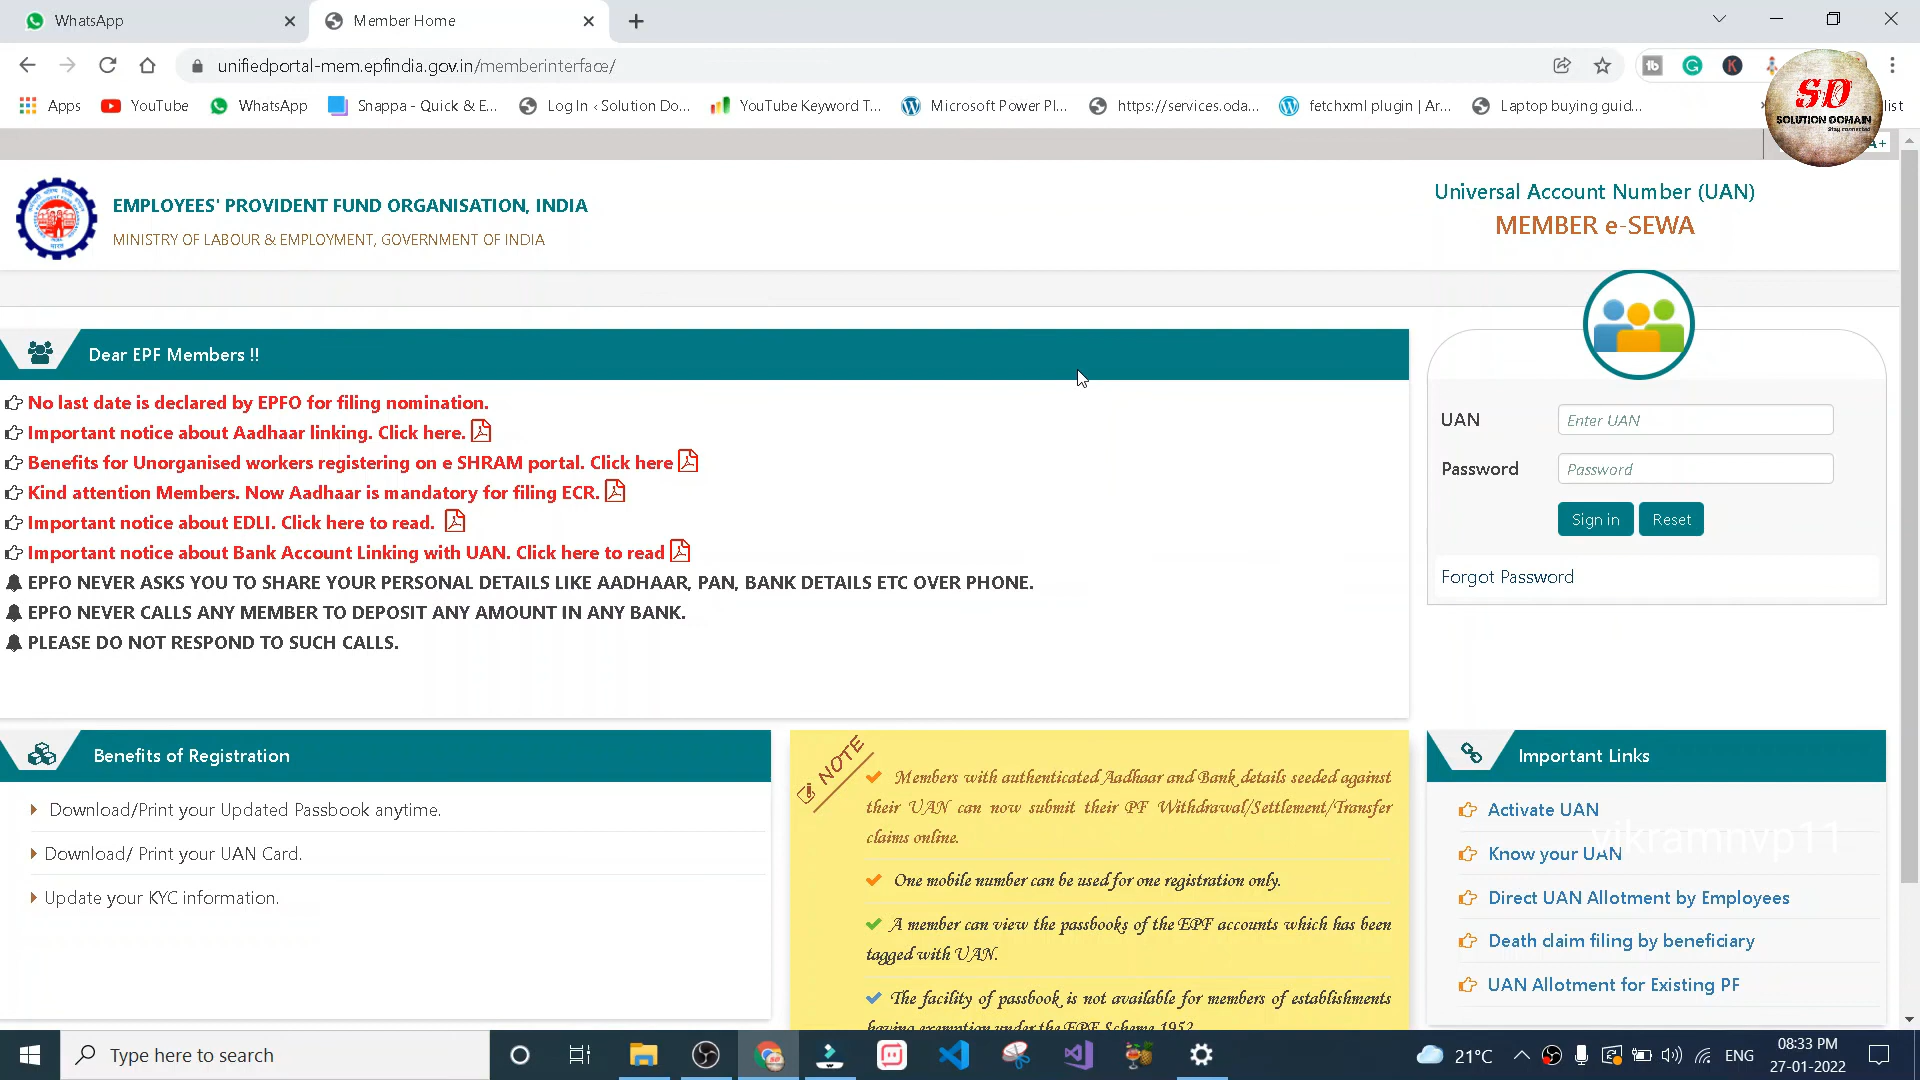 WhatsApp
Member Home
unifiedportal-mem.epfindia.gov.in/memberinterface/
Apps
YouTube
WhatsApp
Snappa - Quick & E...
Log In ‹ Solution Do...
YouTube Keyword T...
Microsoft Power Pl...
https://services.oda...
fetchxml plugin | Ar...
Laptop buying guid...
list
SD
SOLUTION DOMAIN
Stay connected
A+
EMPLOYEES' PROVIDENT FUND ORGANISATION, INDIA
MINISTRY OF LABOUR & EMPLOYMENT, GOVERNMENT OF INDIA
Universal Account Number (UAN)
MEMBER e-SEWA
Dear EPF Members !!
No last date is declared by EPFO for filing nomination.
Important notice about Aadhaar linking. Click here.
Benefits for Unorganised workers registering on e SHRAM portal. Click here
Kind attention Members. Now Aadhaar is mandatory for filing ECR.
Important notice about EDLI. Click here to read.
Important notice about Bank Account Linking with UAN. Click here to read
EPFO NEVER ASKS YOU TO SHARE YOUR PERSONAL DETAILS LIKE AADHAAR, PAN, BANK DETAILS ETC OVER PHONE.
EPFO NEVER CALLS ANY MEMBER TO DEPOSIT ANY AMOUNT IN ANY BANK.
PLEASE DO NOT RESPOND TO SUCH CALLS.
UAN
Enter UAN
Password
Password
Sign in
Reset
Forgot Password
Benefits of Registration
Download/Print your Updated Passbook anytime.
Download/ Print your UAN Card.
Update your KYC information.
NOTE
Members with authenticated Aadhaar and Bank details seeded against
their UAN can now submit their PF Withdrawal/Settlement/Transfer
claims online.
One mobile number can be used for one registration only.
A member can view the passbooks of the EPF accounts which has been
tagged with UAN.
The facility of passbook is not available for members of establishments
having exemption under the EPF Scheme 1952
Important Links
Activate UAN
Know your UAN
Direct UAN Allotment by Employees
Death claim filing by beneficiary
UAN Allotment for Existing PF
vikramnvp11
Type here to search
21°C
ENG
08:33 PM
27-01-2022